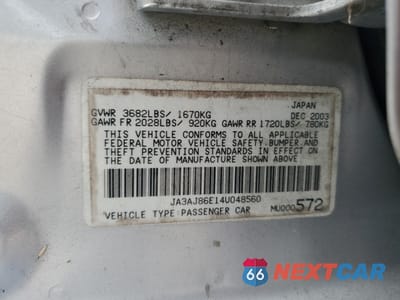 JAPAN
GVWR 3682LBS/ 1670KG DEC 2003
GAWR FR 2028LBS/ 920KG GAWR RR 1720LBS/ 780KG
THIS VEHICLE CONFORMS TO ALL APPLICABLE
FEDERAL MOTOR VEHICLE SAFETY,BUMPER,AND
THEFT PREVENTION STANDARDS IN EFFECT ON
THE DATE OF MANUFACTURE SHOWN ABOVE
JA3AJ86E14U048560
VEHICLE TYPE PASSENGER CAR MU000572
66 NEXTCAR